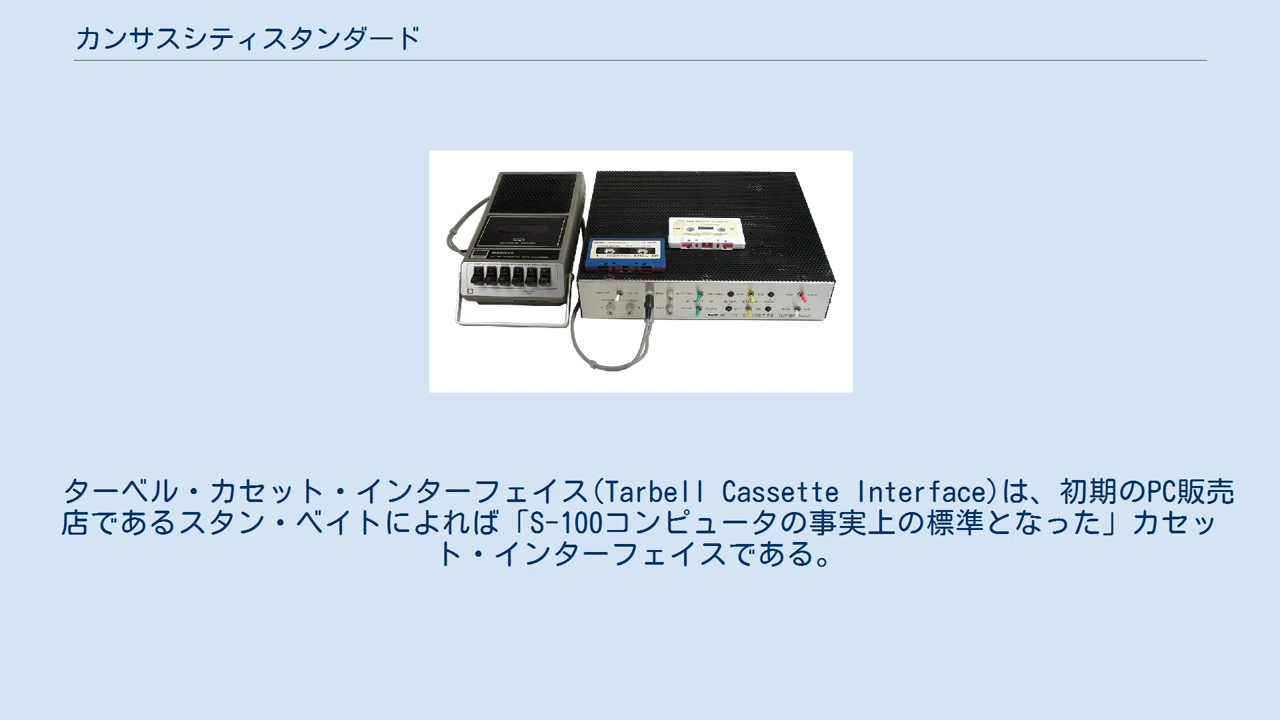 カンサスシティスタンダード
ターベル・カセット・インターフェイス(Tarbell Cassette Interface)は、初期のPC販売
店であるスタン・ベイトによれば「S-100コンピュータの事実上の標準となった」カセッ
ト・インターフェイスである。